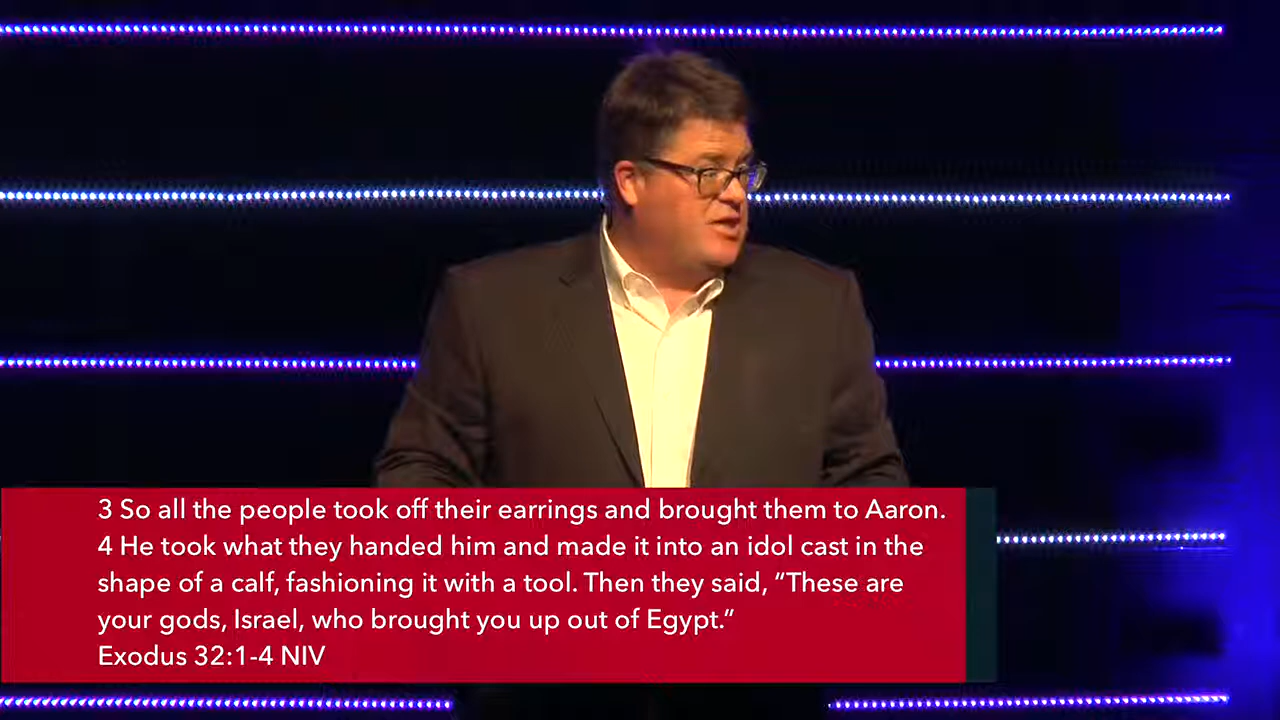 3 So all the people took off their earrings and brought them to Aaron.
4 He took what they handed him and made it into an idol cast in the
shape of a calf, fashioning it with a tool. Then they said, “These are
your gods, Israel, who brought you up out of Egypt.”
Exodus 32:1-4 NIV